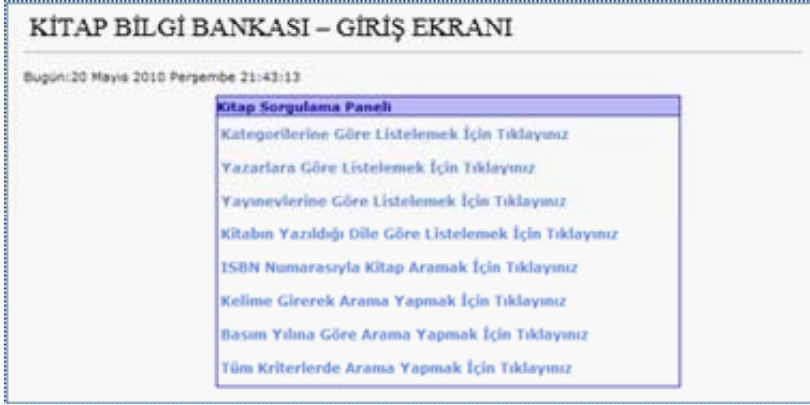 KİTAP BİLGİ BANKASI – GİRİŞ EKRANI
Bugün:20 Mayıs 2010 Perşembe 21:43:13
Kitap Sorgulama Paneli
Kategorilerine Göre Listelemek İçin Tıklayınız
Yazarlara Göre Listelemek İçin Tıklayınız
Yayınevlerine Göre Listelemek İçin Tıklayınız
Kitabın Yazıldığı Dile Göre Listelemek İçin Tıklayınız
ISBN Numarasıyla Kitap Aramak İçin Tıklayınız
Kelime Girerek Arama Yapmak İçin Tıklayınız
Basım Yılına Göre Arama Yapmak İçin Tıklayınız
Tüm Kriterlerde Arama Yapmak İçin Tıklayınız